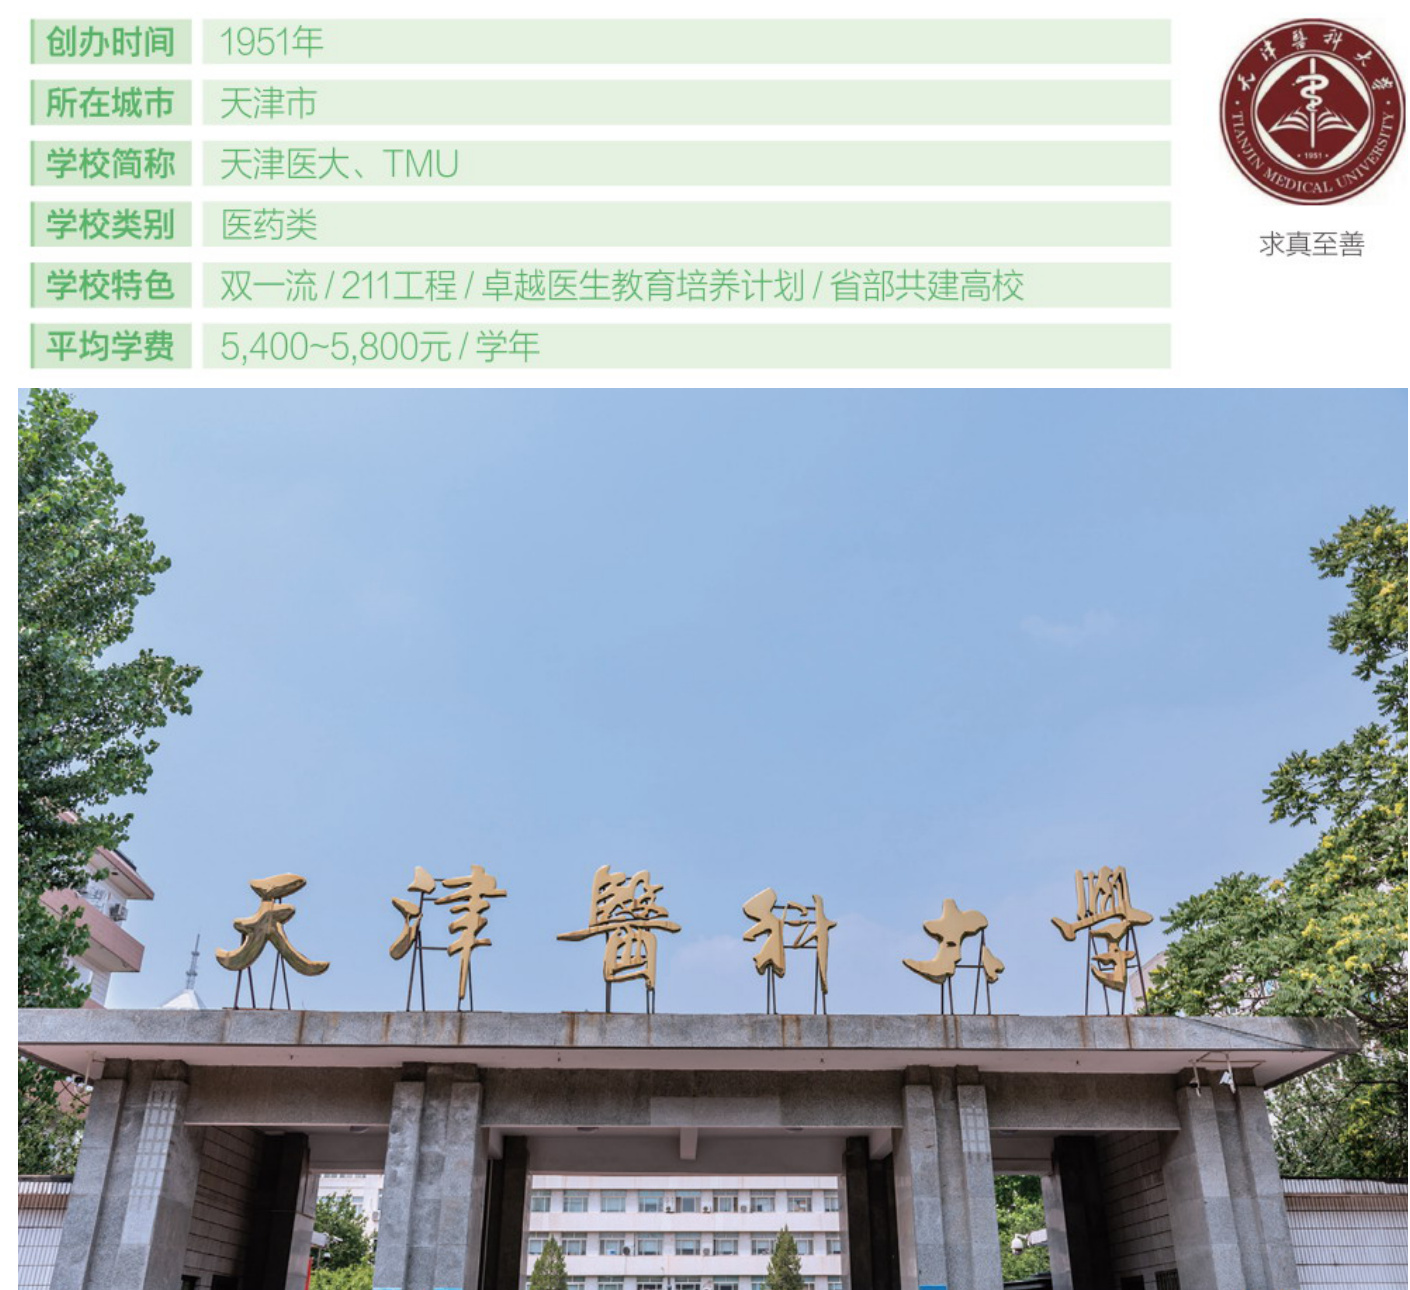 创办时间 1951年
所在城市 天津市
学校简称 天津医大、TMU
学校类别 医药类
学校特色 双一流 / 211工程 / 卓越医生教育培养计划 / 省部共建高校
平均学费 5,400~5,800元 / 学年
天津醫科大學
TIANJIN MEDICAL UNIVERSITY
1951
求真至善
天津醫科大學